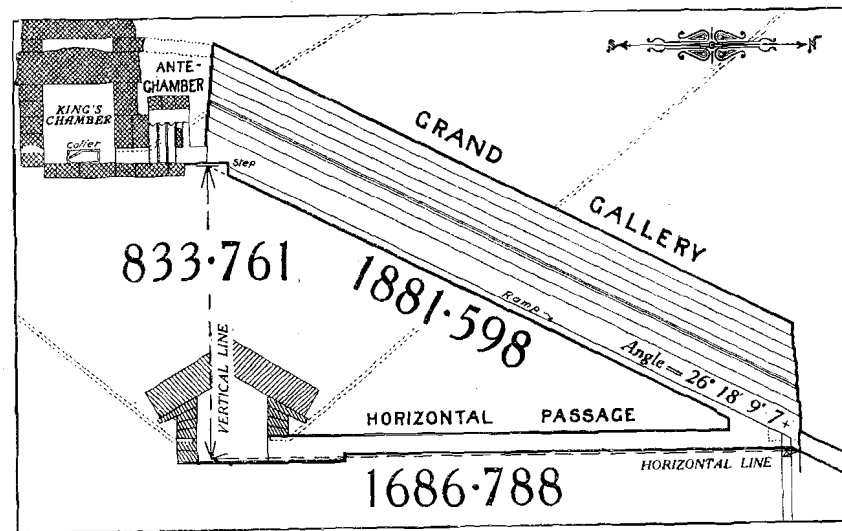 S N
ANTE-
CHAMBER
KING'S
CHAMBER
Coffer
Step
GRAND
GALLERY
833·761
1881·598
Ramp
Angle = 26° 18′ 9″·7+
VERTICAL LINE
HORIZONTAL PASSAGE
HORIZONTAL LINE
1686·788